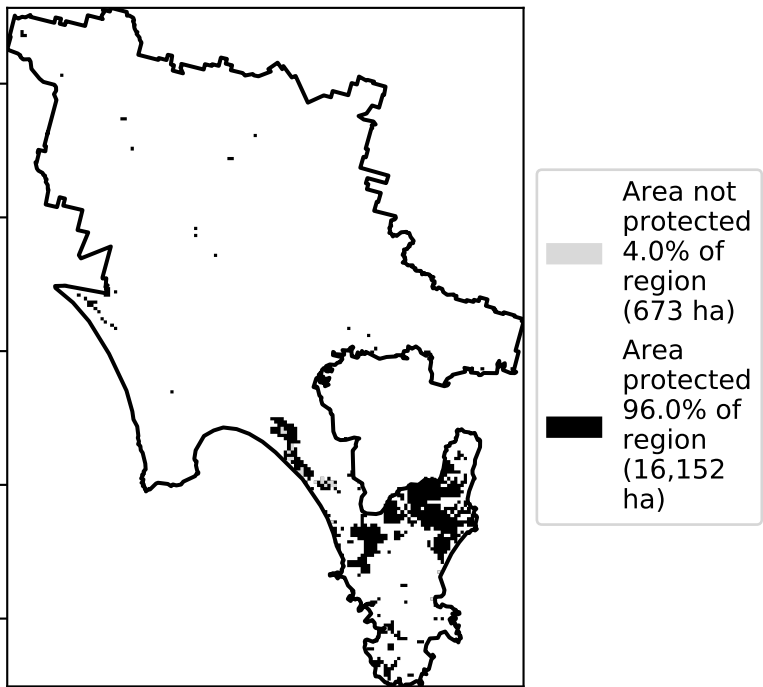 Area not
protected
4.0% of
region
(673 ha)
Area
protected
96.0% of
region
(16,152
ha)